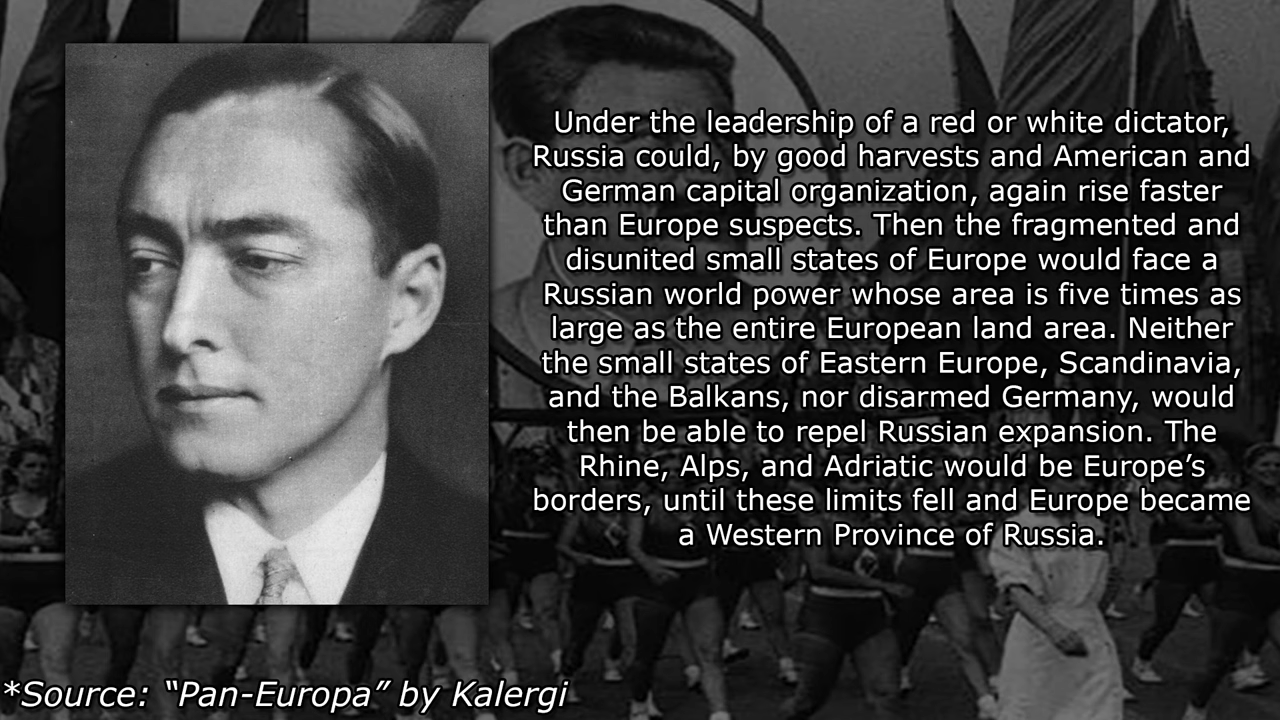 Under the leadership of a red or white dictator,
Russia could, by good harvests and American and
German capital organization, again rise faster
than Europe suspects. Then the fragmented and
disunited small states of Europe would face a
Russian world power whose area is five times as
large as the entire European land area. Neither
the small states of Eastern Europe, Scandinavia,
and the Balkans, nor disarmed Germany, would
then be able to repel Russian expansion. The
Rhine, Alps, and Adriatic would be Europe’s
borders, until these limits fell and Europe became
a Western Province of Russia.
*Source: “Pan-Europa” by Kalergi